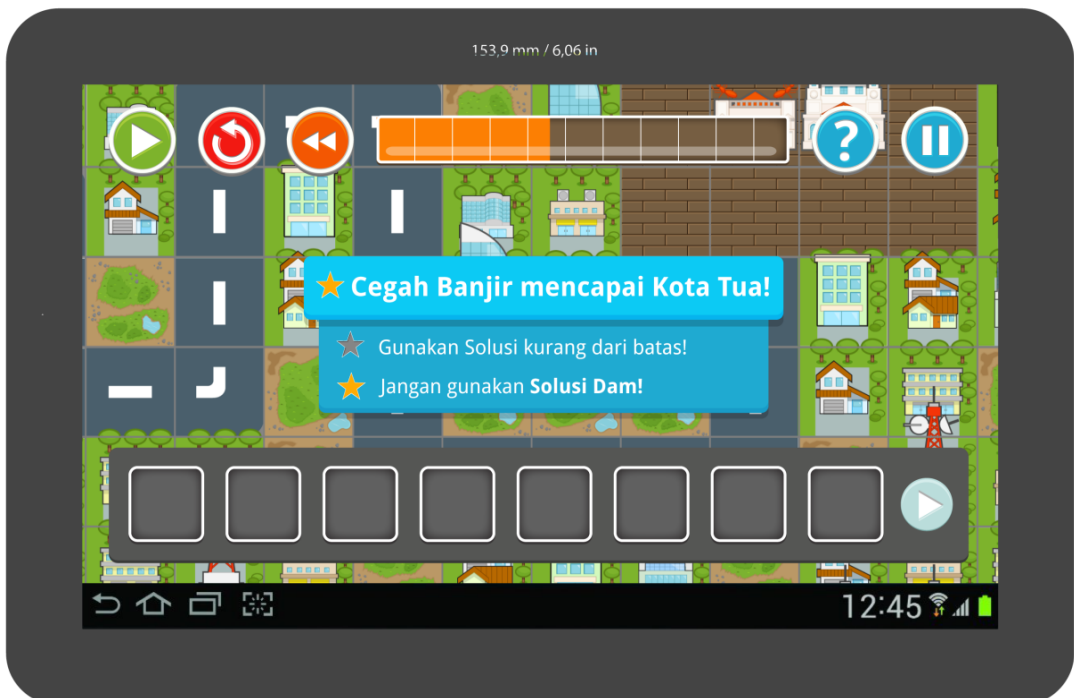 153,9 mm / 6,06 in
?
Cegah Banjir mencapai Kota Tua!
Gunakan Solusi kurang dari batas!
Jangan gunakan Solusi Dam!
12:45